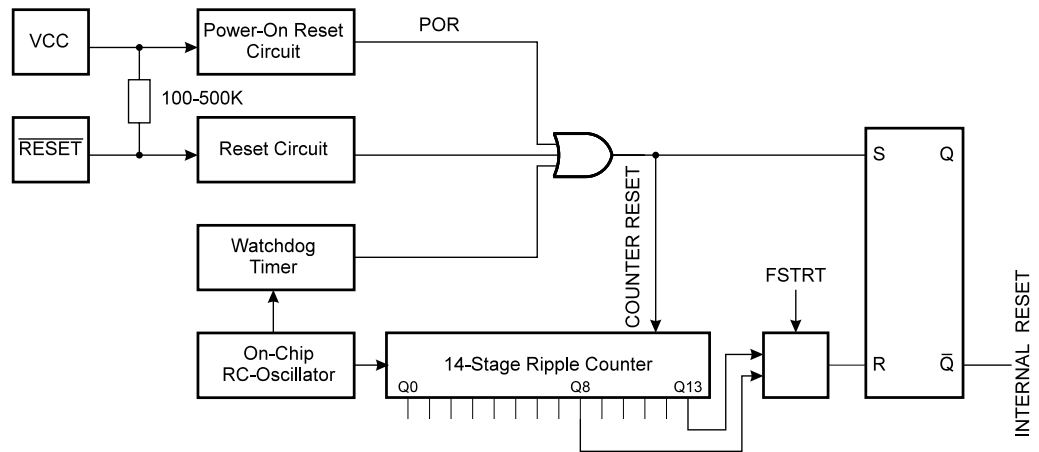 VCC
Power-On Reset
Circuit
POR
100-500K
RESET
Reset Circuit
S
Q
COUNTER RESET
Watchdog
Timer
FSTRT
On-Chip
RC-Oscillator
14-Stage Ripple Counter
Q0
Q8
Q13
R
Q̅
INTERNAL RESET